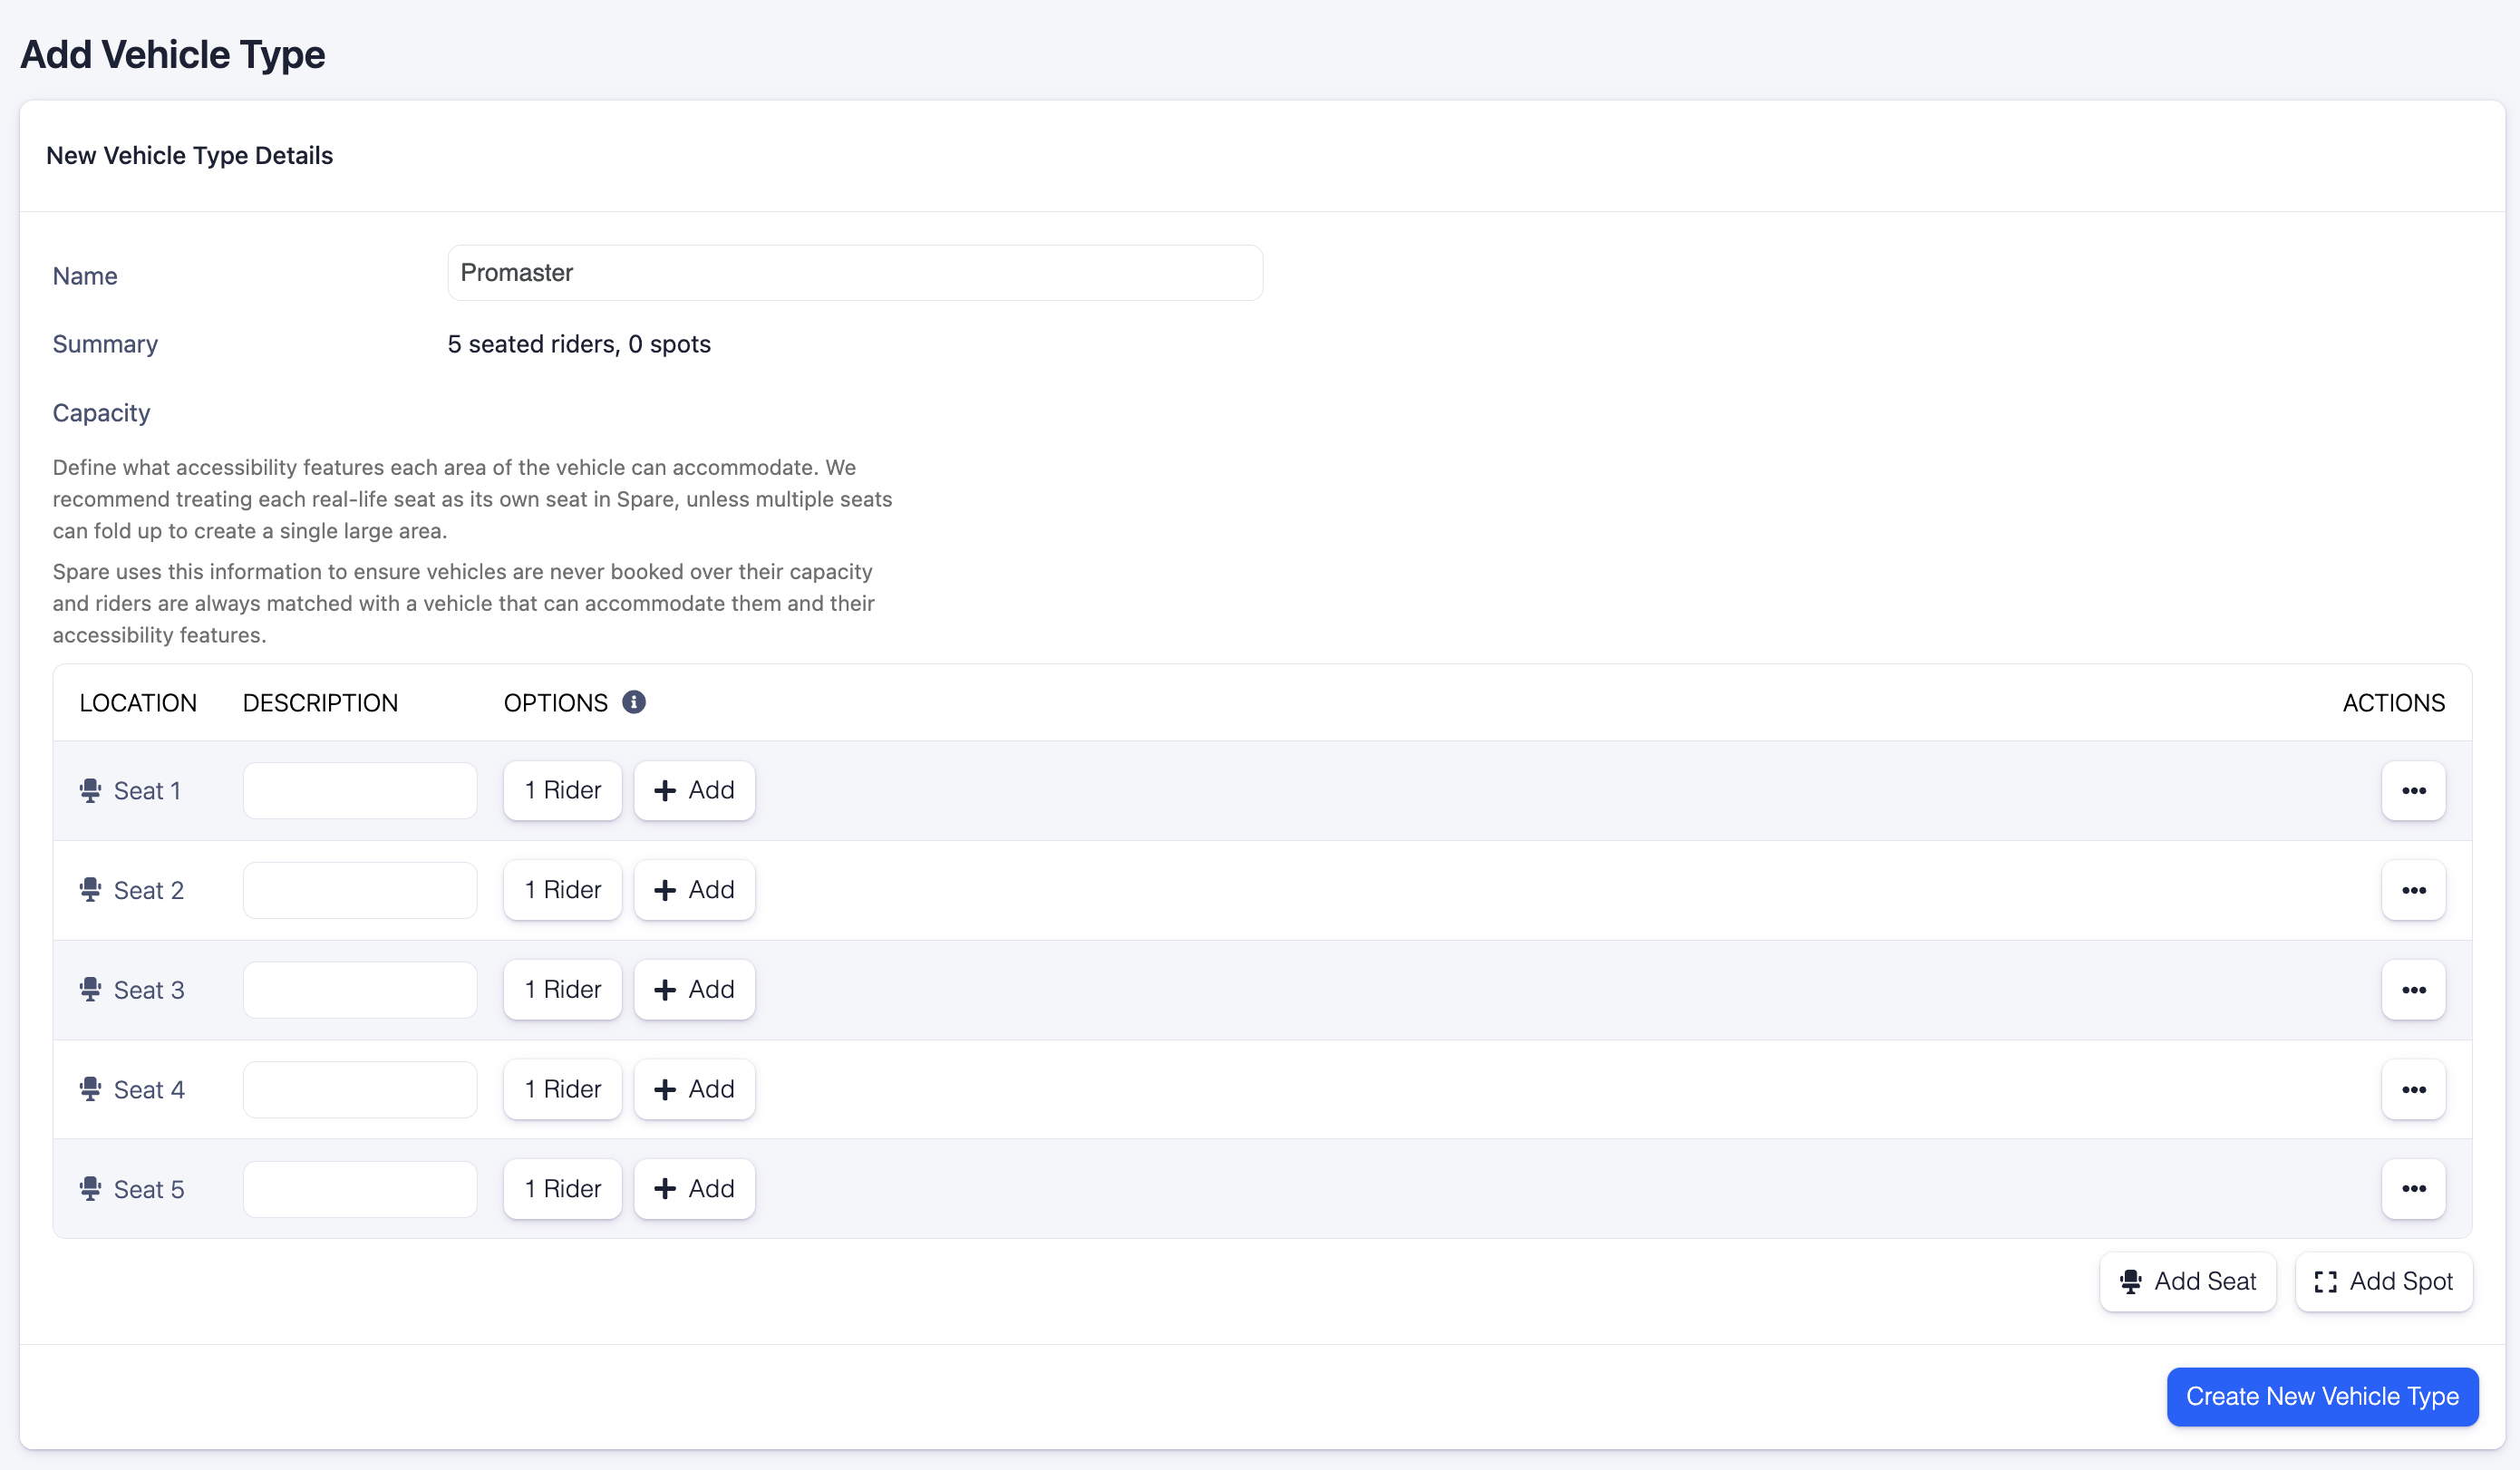 Add Vehicle Type
New Vehicle Type Details
Name
Promaster
Summary
5 seated riders, 0 spots
Capacity
Define what accessibility features each area of the vehicle can accommodate. We
recommend treating each real-life seat as its own seat in Spare, unless multiple seats
can fold up to create a single large area.
Spare uses this information to ensure vehicles are never booked over their capacity
and riders are always matched with a vehicle that can accommodate them and their
accessibility features.
LOCATION DESCRIPTION OPTIONS ACTIONS
Seat 1 1 Rider Add
Seat 2 1 Rider Add
Seat 3 1 Rider Add
Seat 4 1 Rider Add
Seat 5 1 Rider Add
Add Seat Add Spot
Create New Vehicle Type